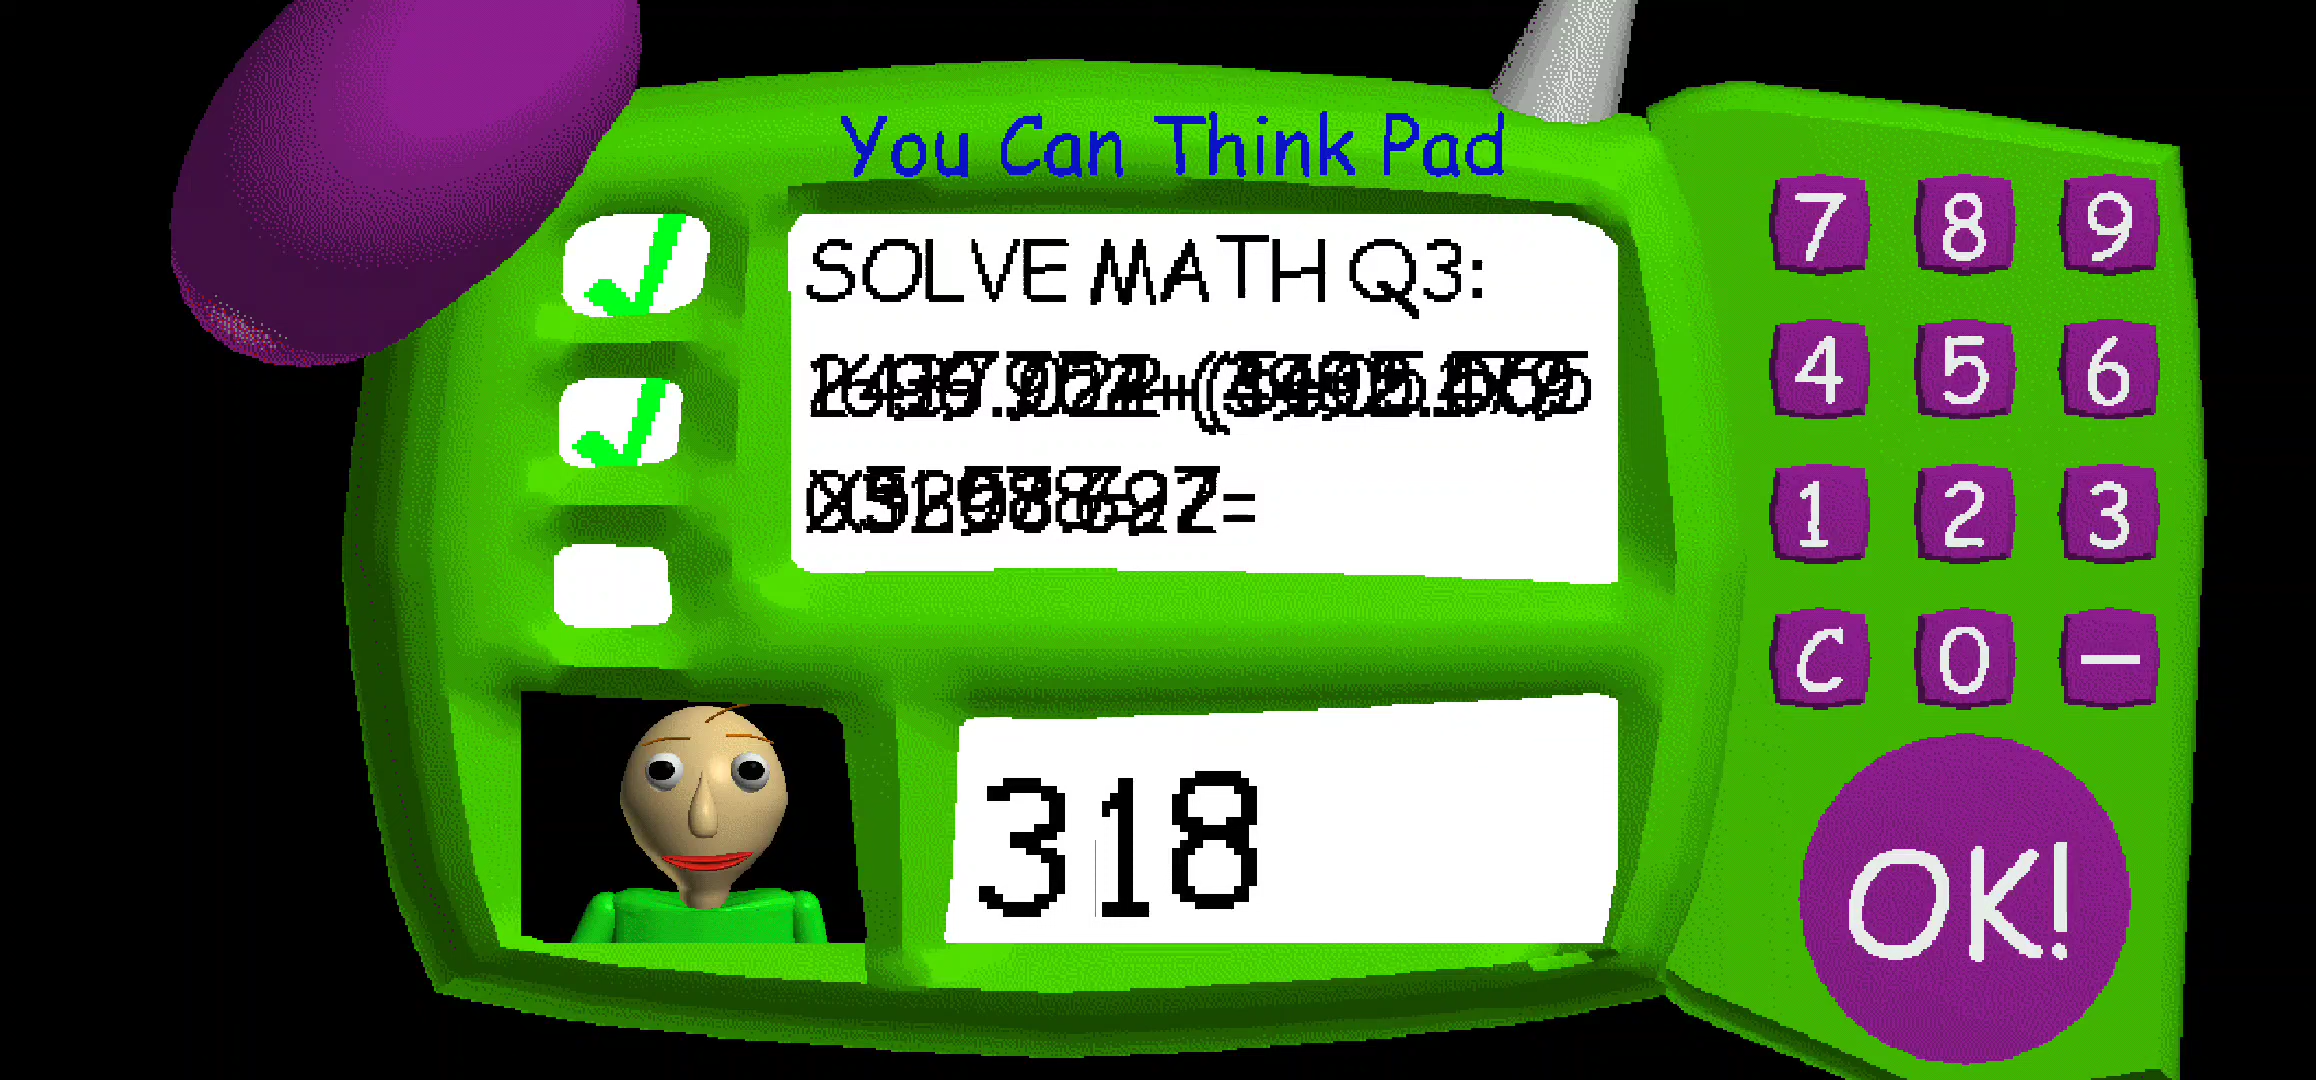 You Can Think Pad
SOLVE MATH Q3:
318
7 8 9
4 5 6
1 2 3
C 0 —
OK!